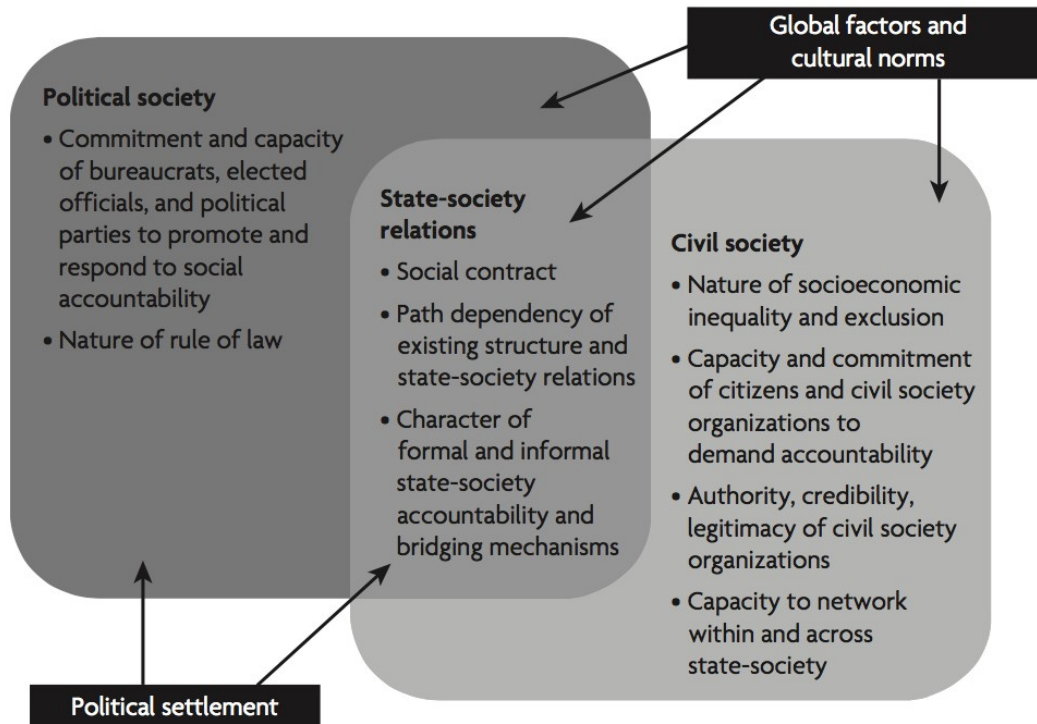 Global factors and
cultural norms
Political society
• Commitment and capacity
of bureaucrats, elected
officials, and political
parties to promote and
respond to social
accountability
• Nature of rule of law
State-society
relations
• Social contract
• Path dependency of
existing structure and
state-society relations
• Character of
formal and informal
state-society
accountability and
bridging mechanisms
Civil society
• Nature of socioeconomic
inequality and exclusion
• Capacity and commitment
of citizens and civil society
organizations to
demand accountability
• Authority, credibility,
legitimacy of civil society
organizations
• Capacity to network
within and across
state-society
Political settlement